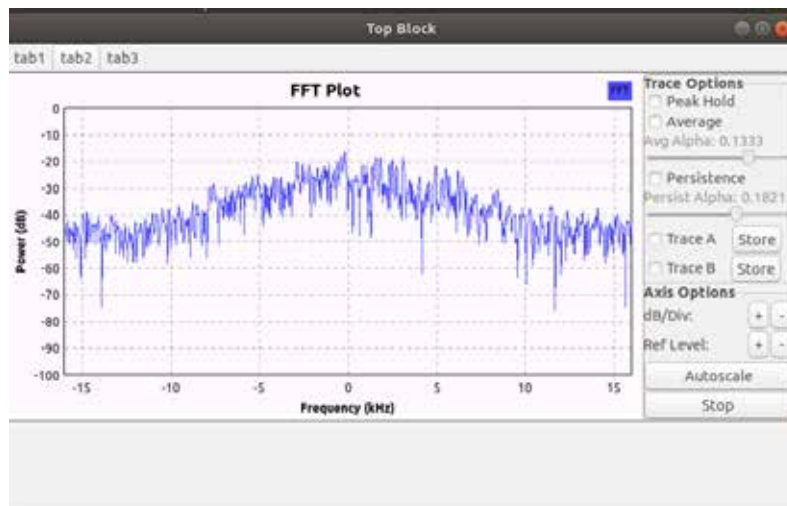 Top Block
tab1 tab2 tab3
FFT Plot
FFT
Power (dB)
0
-10
-20
-30
-40
-50
-60
-70
-80
-90
-100
-15 -10 -5 0 5 10 15
Frequency (kHz)
Trace Options
Peak Hold
Average
Avg Alpha: 0.1333
Persistence
Persist Alpha: 0.1821
Trace A Store
Trace B Store
Axis Options
dB/Div: + -
Ref Level: + -
Autoscale
Stop